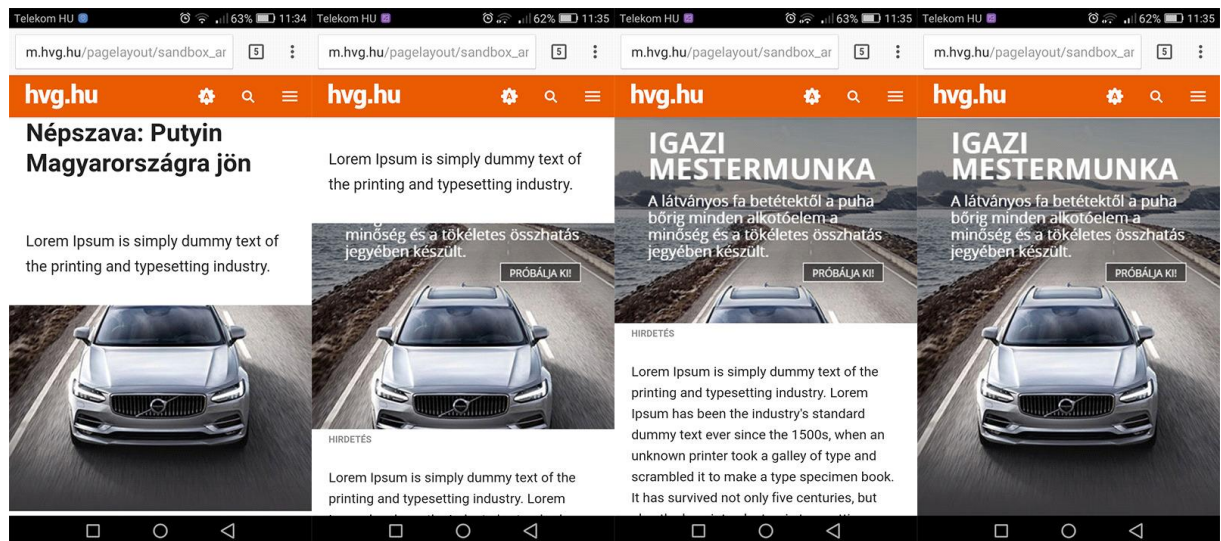 Telekom HU 63% 11:34
m.hvg.hu/pagelayout/sandbox_ar 5
hvg.hu
Népszava: Putyin
Magyarországra jön
Lorem Ipsum is simply dummy text of
the printing and typesetting industry.
Telekom HU 62% 11:35
m.hvg.hu/pagelayout/sandbox_ar 5
hvg.hu
Lorem Ipsum is simply dummy text of
the printing and typesetting industry.
minőség és a tökéletes összhatás
jegyében készült.
PRÓBÁLJA KI!
HIRDETÉS
Lorem Ipsum is simply dummy text of the
printing and typesetting industry. Lorem
Telekom HU 63% 11:35
m.hvg.hu/pagelayout/sandbox_ar 5
hvg.hu
IGAZI
MESTERMUNKA
A látványos fa betétektől a puha
bőrig minden alkotóelem a
minőség és a tökéletes összhatás
jegyében készült.
PRÓBÁLJA KI!
HIRDETÉS
Lorem Ipsum is simply dummy text of the
printing and typesetting industry. Lorem
Ipsum has been the industry's standard
dummy text ever since the 1500s, when an
unknown printer took a galley of type and
scrambled it to make a type specimen book.
It has survived not only five centuries, but
Telekom HU 62% 11:35
m.hvg.hu/pagelayout/sandbox_ar 5
hvg.hu
IGAZI
MESTERMUNKA
A látványos fa betétektől a puha
bőrig minden alkotóelem a
minőség és a tökéletes összhatás
jegyében készült.
PRÓBÁLJA KI!